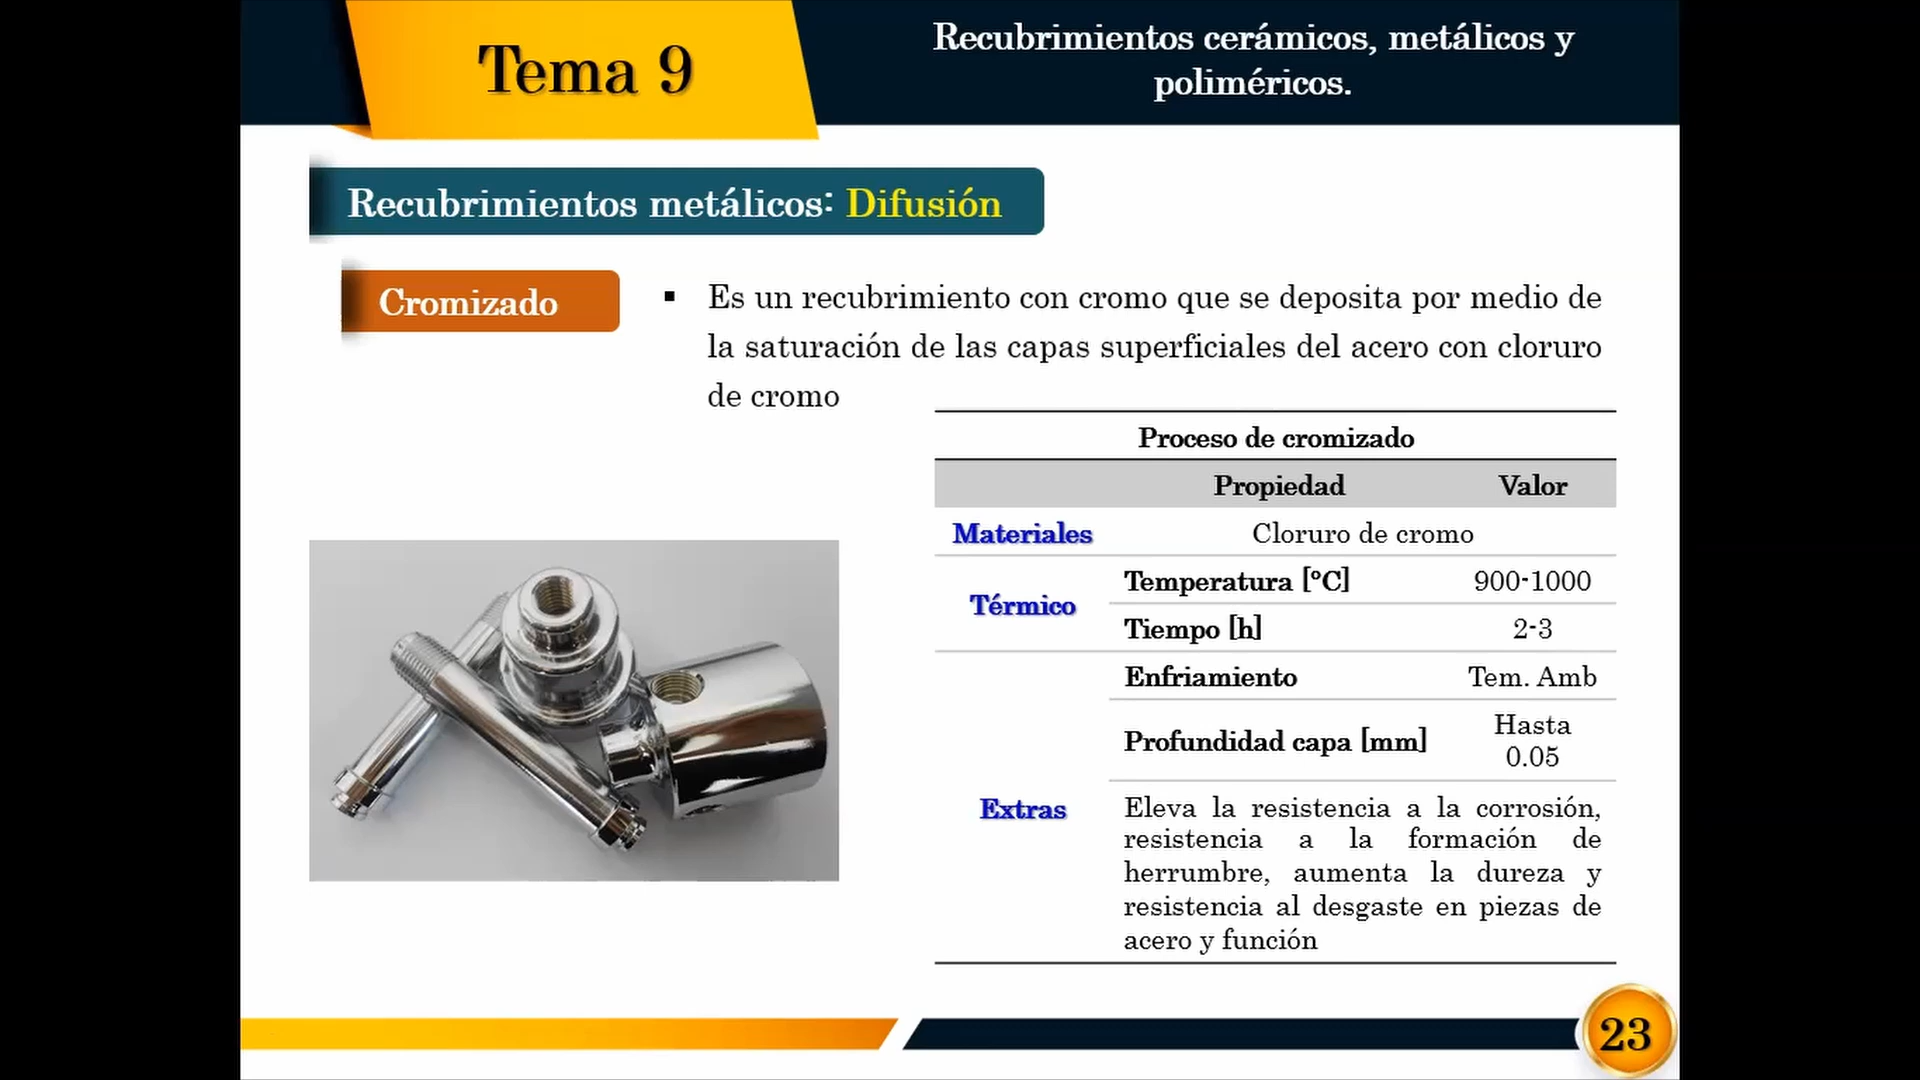 Tema 9
Recubrimientos cerámicos, metálicos y
poliméricos.
Recubrimientos metálicos: Difusión
Cromizado
▪ Es un recubrimiento con cromo que se deposita por medio de
la saturación de las capas superficiales del acero con cloruro
de cromo
Proceso de cromizado
Propiedad Valor
Materiales Cloruro de cromo
Térmico
Temperatura [°C] 900-1000
Tiempo [h] 2-3
Extras
Enfriamiento Tem. Amb
Profundidad capa [mm] Hasta
0.05
Eleva la resistencia a la corrosión,
resistencia a la formación de
herrumbre, aumenta la dureza y
resistencia al desgaste en piezas de
acero y función
23